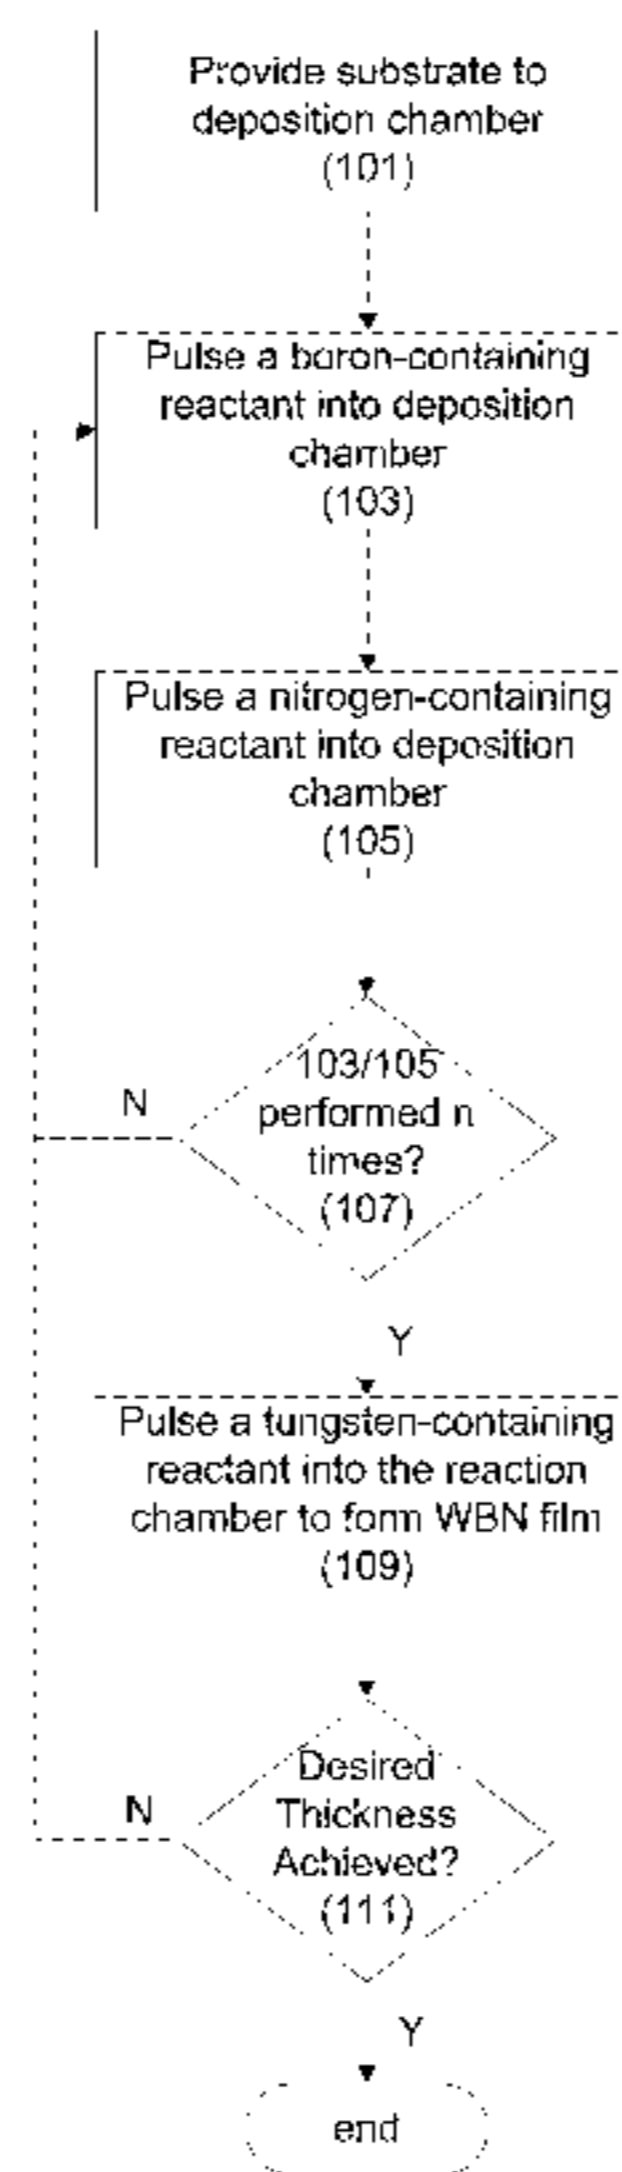 Provide substrate to
deposition chamber
(101)
Pulse a boron-containing
reactant into deposition
chamber
(103)
Pulse a nitrogen-containing
reactant into deposition
chamber
(105)
103/105
performed n
times?
(107)
N
Y
Pulse a tungsten-containing
reactant into the reaction
chamber to form WBN film
(109)
Desired
Thickness
Achieved?
(111)
N
Y
end